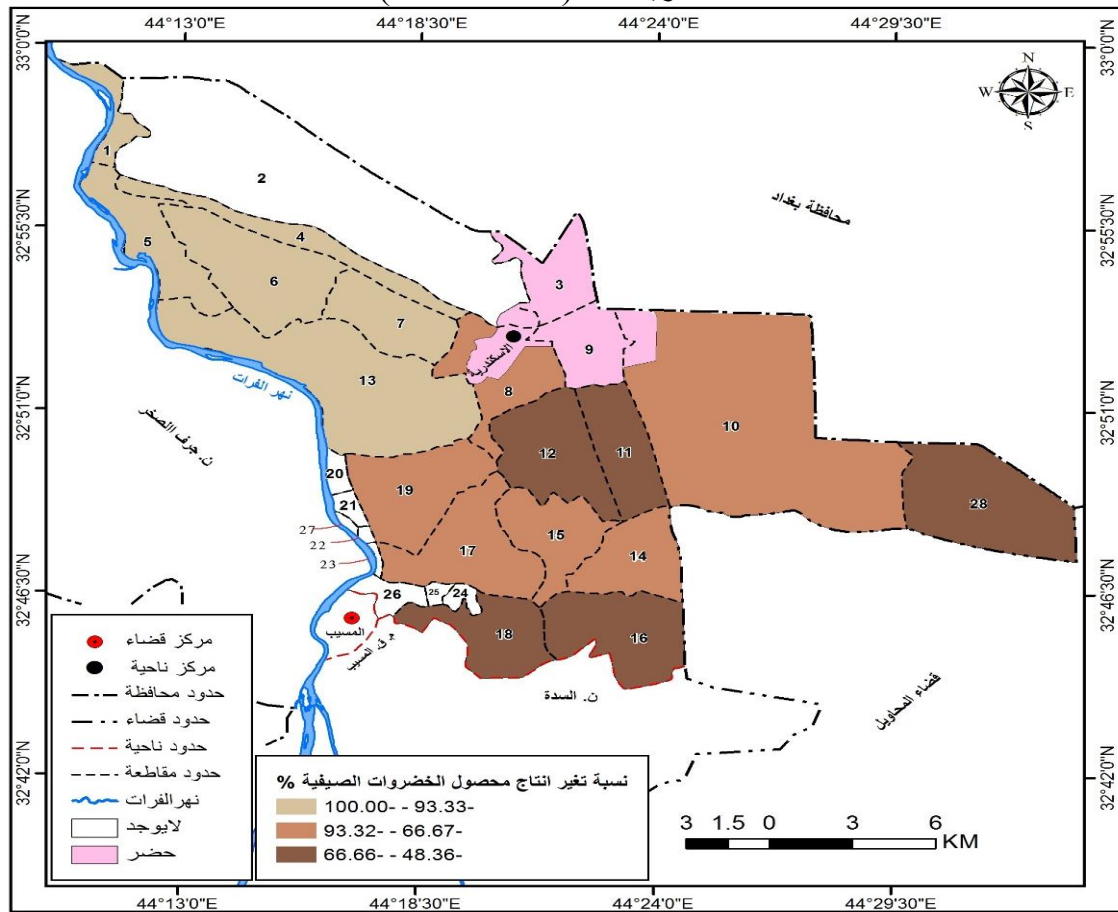 44°13'0"E 44°18'30"E 44°24'0"E 44°29'30"E
33°0'0"N 33°0'0"N
N
W E
S
1
2
محافظة بغداد
32°55'30"N 32°55'30"N
5 4
3
6
7
الاسكندرية 9
نهر الفرات
13
8
32°51'0"N 32°51'0"N
ن. جرف الصخر
10
12 11
20
19
28
21
27
15
22
17 14
23
32°46'30"N 32°46'30"N
26 25 24
المسيب
م. ق. المسيب
18 16
ن. السدة
قضاء المحاويل
32°42'0"N 32°42'0"N
مركز قضاء
مركز ناحية
حدود محافظة
حدود قضاء
حدود ناحية
حدود مقاطعة
نهرالفرات
لايوجد
حضر
نسبة تغير انتاج محصول الخضروات الصيفية %
100.00- - 93.33-
93.32- - 66.67-
66.66- - 48.36-
3 1.5 0 3 6
KM
44°13'0"E 44°18'30"E 44°24'0"E 44°29'30"E